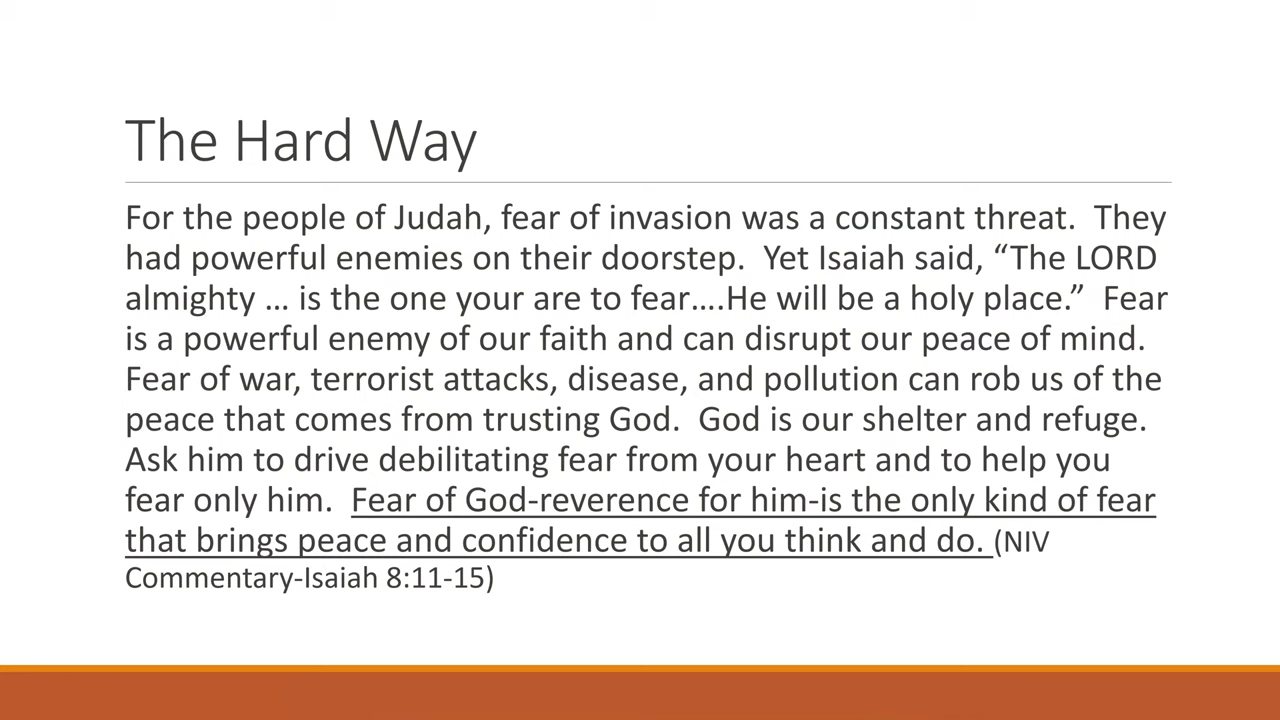 The Hard Way
For the people of Judah, fear of invasion was a constant threat.  They
had powerful enemies on their doorstep.  Yet Isaiah said, “The LORD
almighty … is the one your are to fear….He will be a holy place.”  Fear
is a powerful enemy of our faith and can disrupt our peace of mind.
Fear of war, terrorist attacks, disease, and pollution can rob us of the
peace that comes from trusting God.  God is our shelter and refuge.
Ask him to drive debilitating fear from your heart and to help you
fear only him.  Fear of God-reverence for him-is the only kind of fear
that brings peace and confidence to all you think and do. (NIV
Commentary-Isaiah 8:11-15)